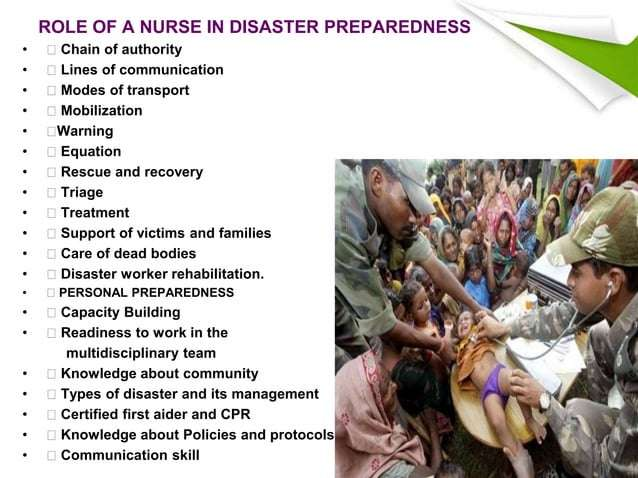 ROLE OF A NURSE IN DISASTER PREPAREDNESS
• □ Chain of authority
• □ Lines of communication
• □ Modes of transport
• □ Mobilization
• □Warning
• □ Equation
• □ Rescue and recovery
• □ Triage
• □ Treatment
• □ Support of victims and families
• □ Care of dead bodies
• □ Disaster worker rehabilitation.
• □ PERSONAL PREPAREDNESS
• □ Capacity Building
• □ Readiness to work in the
multidisciplinary team
• □ Knowledge about community
• □ Types of disaster and its management
• □ Certified first aider and CPR
• □ Knowledge about Policies and protocols
• □ Communication skill